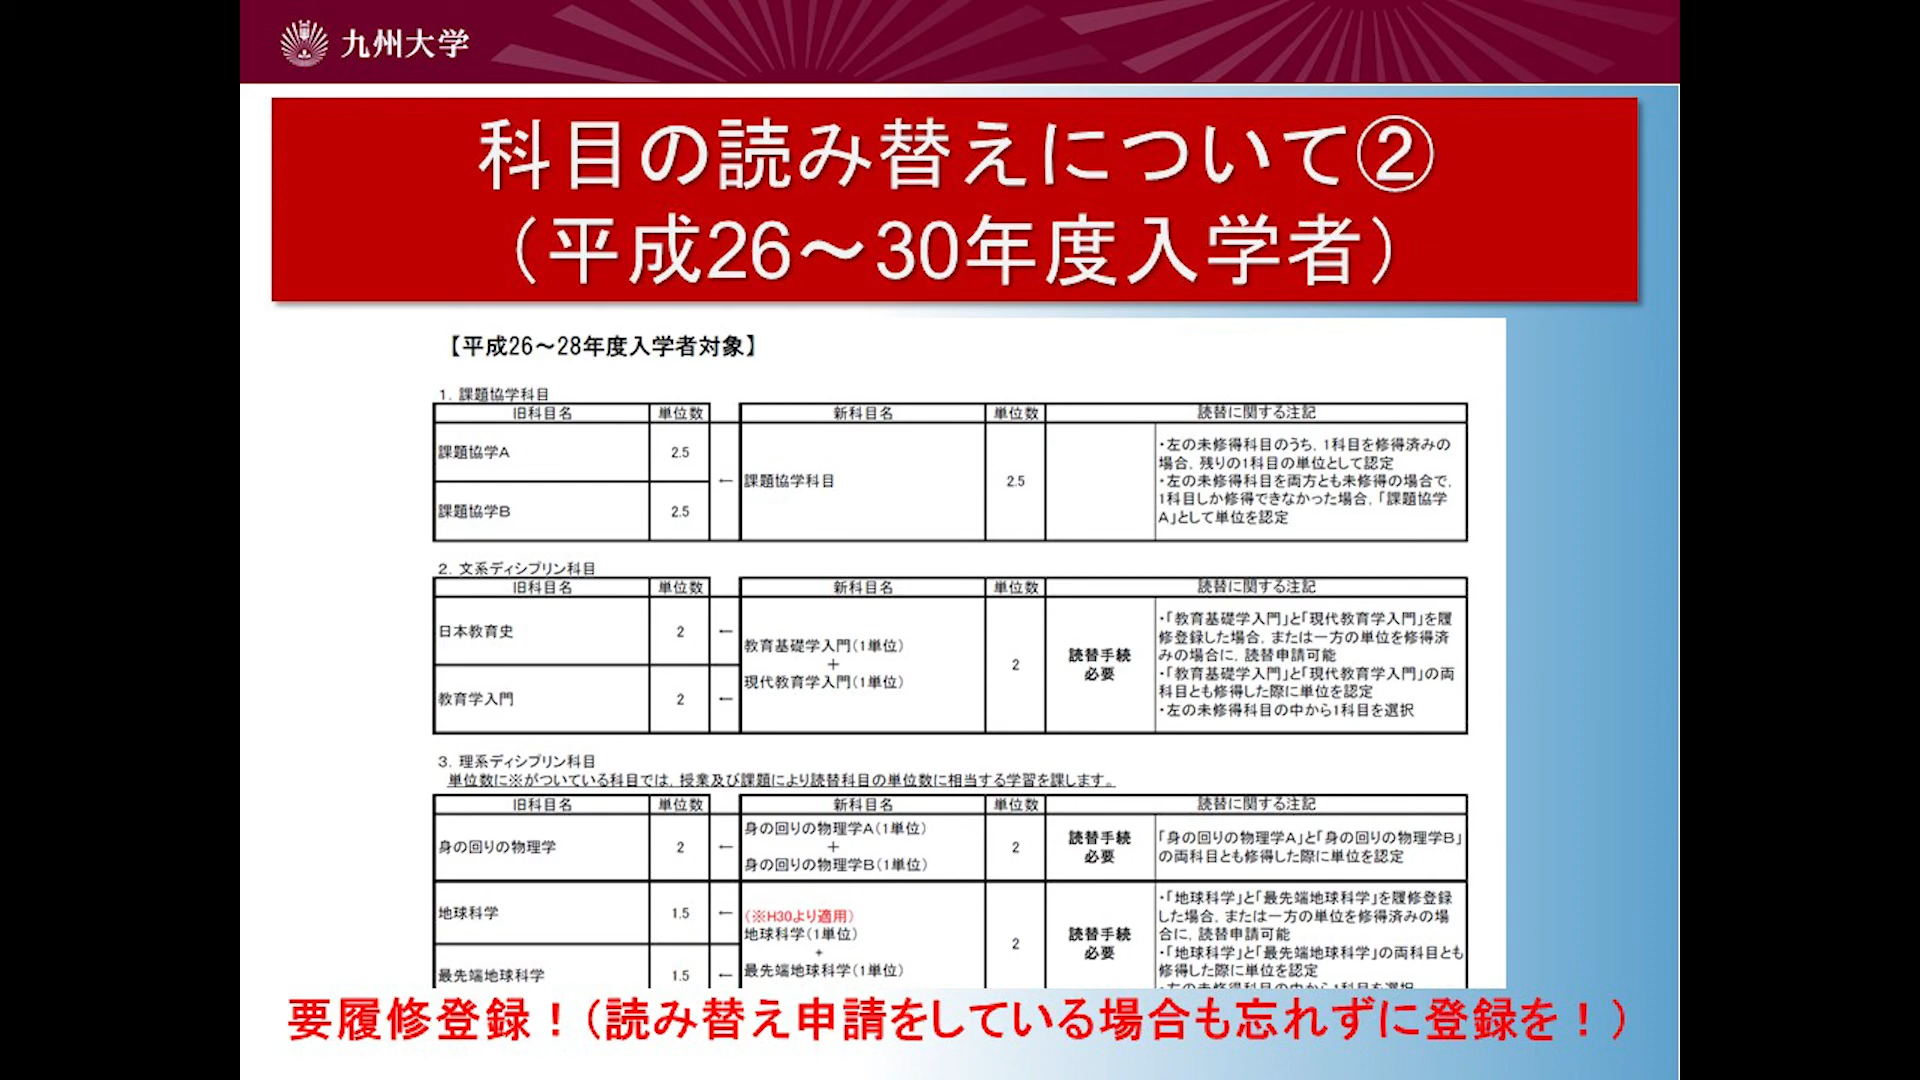 九州大学
科目の読み替えについて②
（平成26～30年度入学者）
【平成26～28年度入学者対象】
1. 課題協学科目
旧科目名 単位数 新科目名 単位数 読替に関する注記
課題協学A 2.5
課題協学B 2.5
← 課題協学科目 2.5
・左の未修得科目のうち, 1科目を修得済みの
場合, 残りの1科目の単位として認定
・左の未修得科目を両方とも未修得の場合で,
1科目しか修得できなかった場合, 「課題協学
A」として単位を認定
2. 文系ディシプリン科目
旧科目名 単位数 新科目名 単位数 読替に関する注記
日本教育史 2 ←
教育学入門 2 ←
教育基礎学入門(1単位)
+
現代教育学入門(1単位)
2
読替手続
必要
・「教育基礎学入門」と「現代教育学入門」を履
修登録した場合, または一方の単位を修得済
みの場合に, 読替申請可能
・「教育基礎学入門」と「現代教育学入門」の両
科目とも修得した際に単位を認定
・左の未修得科目の中から1科目を選択
3. 理系ディシプリン科目
単位数に※がついている科目では, 授業及び課題により読替科目の単位数に相当する学習を課します。
旧科目名 単位数 新科目名 単位数 読替に関する注記
身の回りの物理学 2 ←
身の回りの物理学A(1単位)
+
身の回りの物理学B(1単位)
2
読替手続
必要
「身の回りの物理学A」と「身の回りの物理学B」
の両科目とも修得した際に単位を認定
地球科学 1.5 ←
最先端地球科学 1.5 ←
(※H30より適用)
地球科学(1単位)
+
最先端地球科学(1単位)
2
読替手続
必要
・「地球科学」と「最先端地球科学」を履修登録
した場合, または一方の単位を修得済みの場
合に, 読替申請可能
・「地球科学」と「最先端地球科学」の両科目とも
修得した際に単位を認定
・左の未修得科目の中から1科目を選択
要履修登録！（読み替え申請をしている場合も忘れずに登録を！）